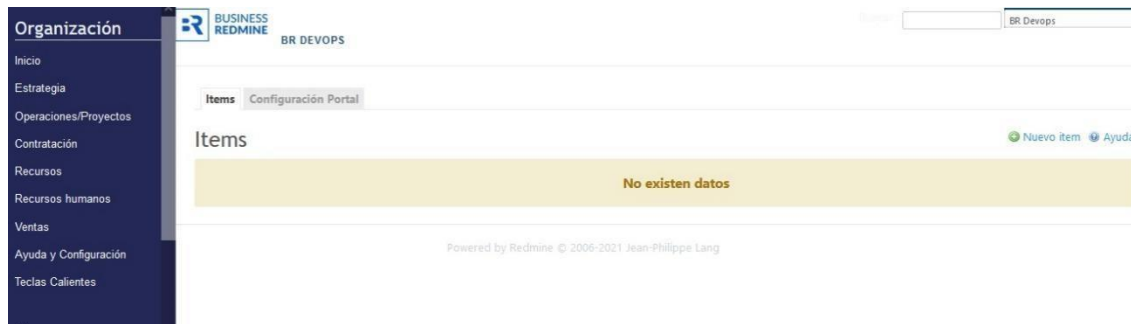 Organización
Inicio
Estrategia
Operaciones/Proyectos
Contratación
Recursos
Recursos humanos
Ventas
Ayuda y Configuración
Teclas Calientes
BUSINESS
REDMINE
BR DEVOPS
BR Devops
Items Configuración Portal
Items
Nuevo item Ayuda
No existen datos
Powered by Redmine © 2006-2021 Jean-Philippe Lang